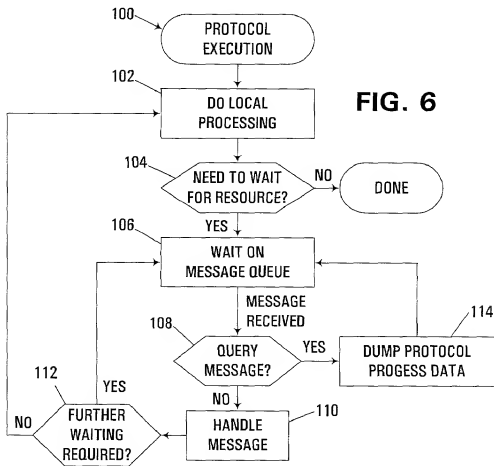 100
PROTOCOL
EXECUTION
102
DO LOCAL
PROCESSING
FIG. 6
104
NEED TO WAIT
FOR RESOURCE?
NO
DONE
YES
106
WAIT ON
MESSAGE QUEUE
MESSAGE
RECEIVED
108
QUERY
MESSAGE?
YES
114
DUMP PROTOCOL
PROGESS DATA
NO
110
HANDLE
MESSAGE
112
YES
NO
FURTHER
WAITING
REQUIRED?